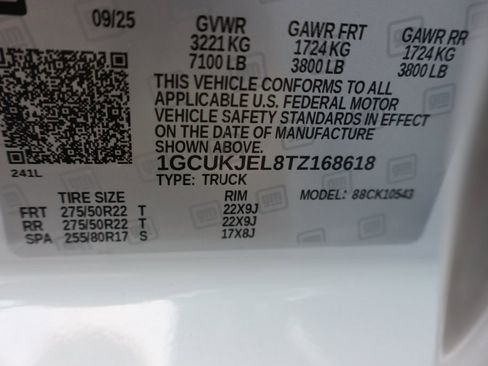 09/25 GVWR GAWR FRT GAWR RR
3221 KG 1724 KG 1724 KG
7100 LB 3800 LB 3800 LB
THIS VEHICLE CONFORMS TO ALL
APPLICABLE U.S. FEDERAL MOTOR
VEHICLE SAFETY STANDARDS IN EFFECT
ON THE DATE OF MANUFACTURE
SHOWN ABOVE.
1GCUKJEL8TZ168618
241L
TYPE: TRUCK MODEL: 88CK10543
TIRE SIZE RIM
FRT 275/50R22 T 22X9J
RR 275/50R22 T 22X9J
SPA 255/80R17 S 17X8J